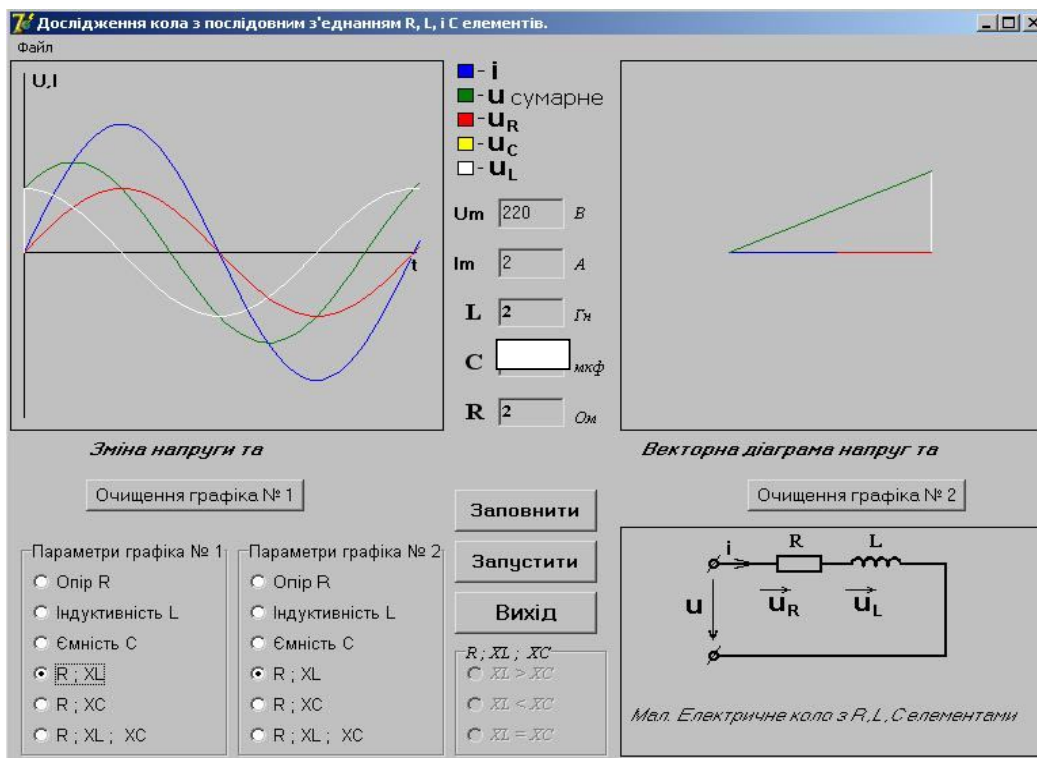 Дослідження кола з послідовним з'єднанням R, L, і C елементів.
Файл
U,I
t
- i
- u сумарне
- uR
- uC
- uL
Um 220 В
Im 2 А
L 2 Гн
C мкф
R 2 Ом
Зміна напруги та
Векторна діаграма напруг та
Очищення графіка № 1
Очищення графіка № 2
Заповнити
Запустити
Вихід
Параметри графіка № 1
Опір R
Індуктивність L
Ємність C
R ; XL
R ; XC
R ; XL ; XC
Параметри графіка № 2
Опір R
Індуктивність L
Ємність C
R ; XL
R ; XC
R ; XL ; XC
R ; XL ; XC
XL > XC
XL < XC
XL = XC
i R L
u uR uL
Мал. Електричне коло з R,L,C елементами